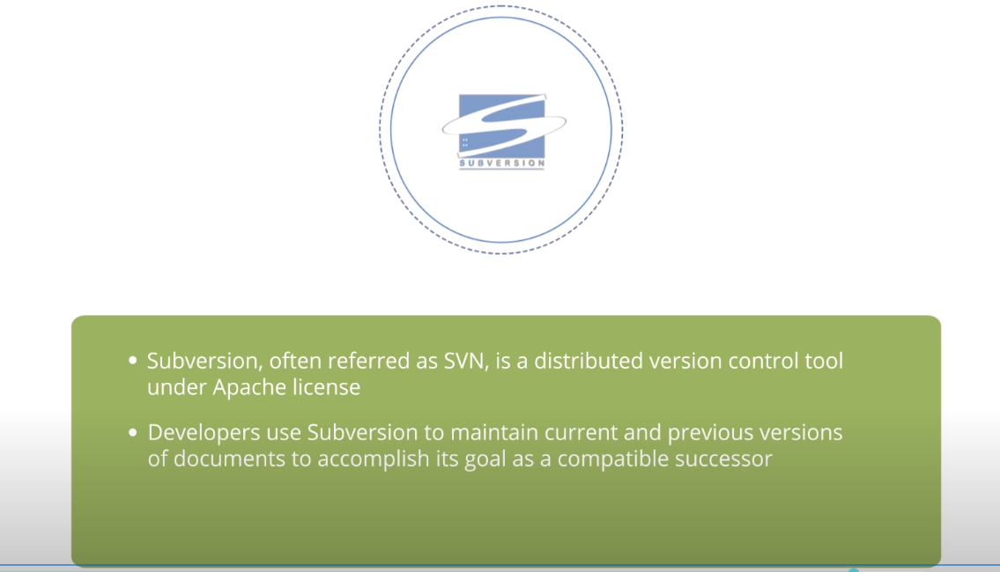 SUBVERSION
Subversion, often referred as SVN, is a distributed version control tool
under Apache license
Developers use Subversion to maintain current and previous versions
of documents to accomplish its goal as a compatible successor